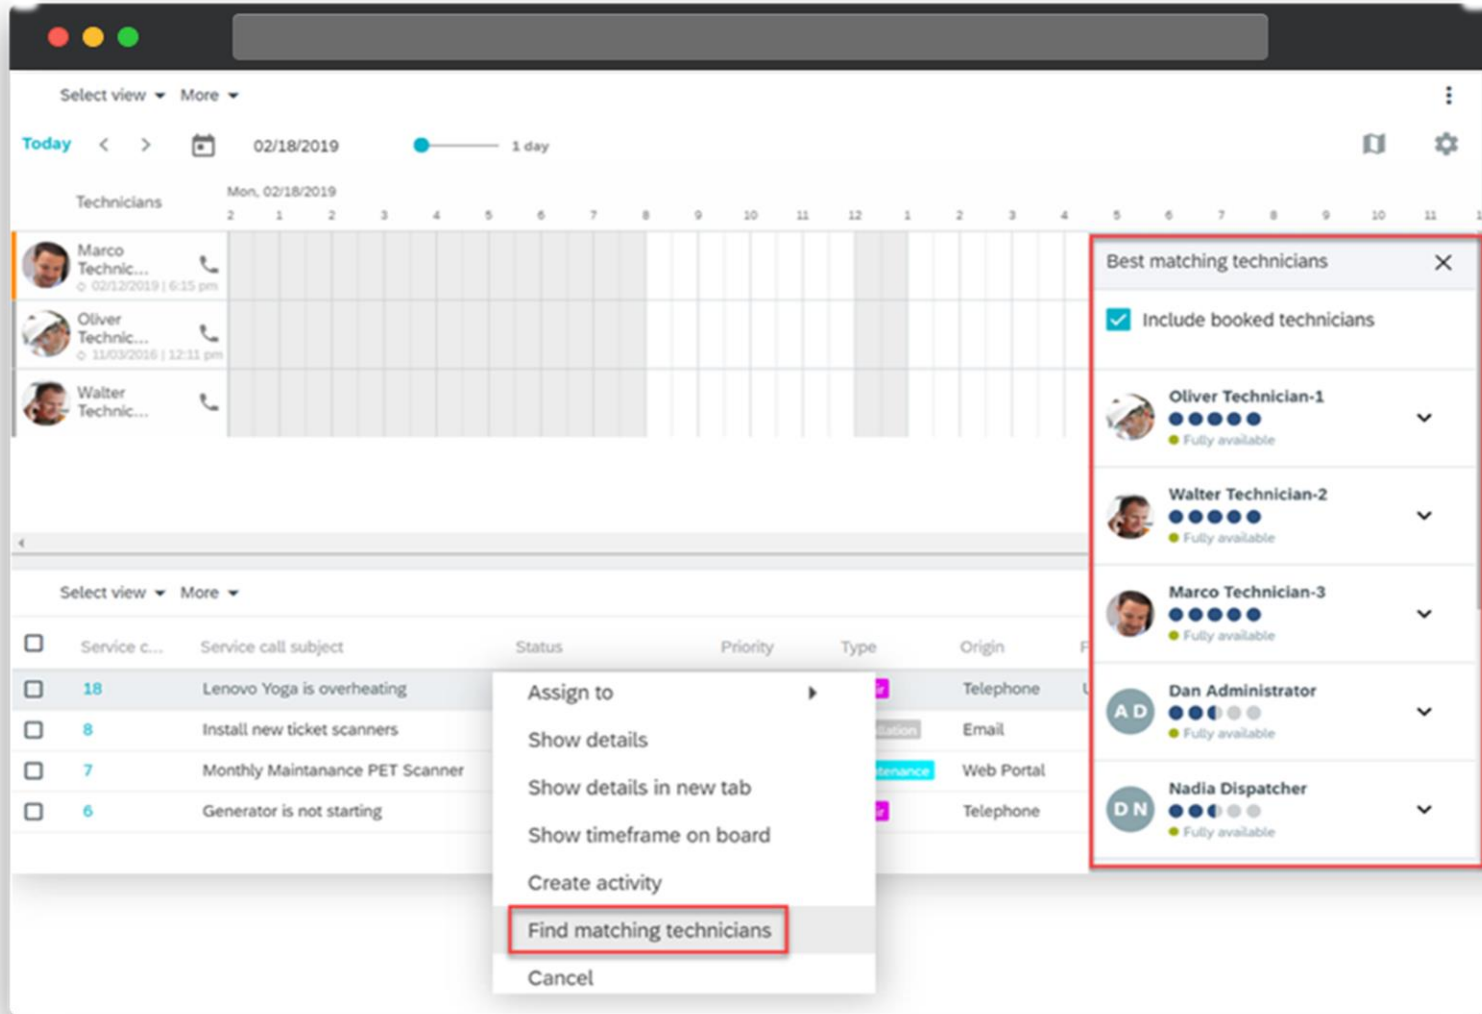 Select view More
Today 02/18/2019 1 day
Technicians Mon, 02/18/2019
2 1 2 3 4 5 6 7 8 9 10 11 12 1 2 3 4 5 6 7 8 9 10 11
Marco
Technic...
02/12/2019 | 6:15 pm
Oliver
Technic...
11/03/2016 | 12:11 pm
Walter
Technic...
Best matching technicians
Include booked technicians
Oliver Technician-1
Fully available
Walter Technician-2
Fully available
Marco Technician-3
Fully available
AD Dan Administrator
Fully available
DN Nadia Dispatcher
Fully available
Select view More
Service c... Service call subject Status Priority Type Origin
18 Lenovo Yoga is overheating Telephone
8 Install new ticket scanners Email
7 Monthly Maintanance PET Scanner tenance Web Portal
6 Generator is not starting Telephone
Assign to
Show details
Show details in new tab
Show timeframe on board
Create activity
Find matching technicians
Cancel